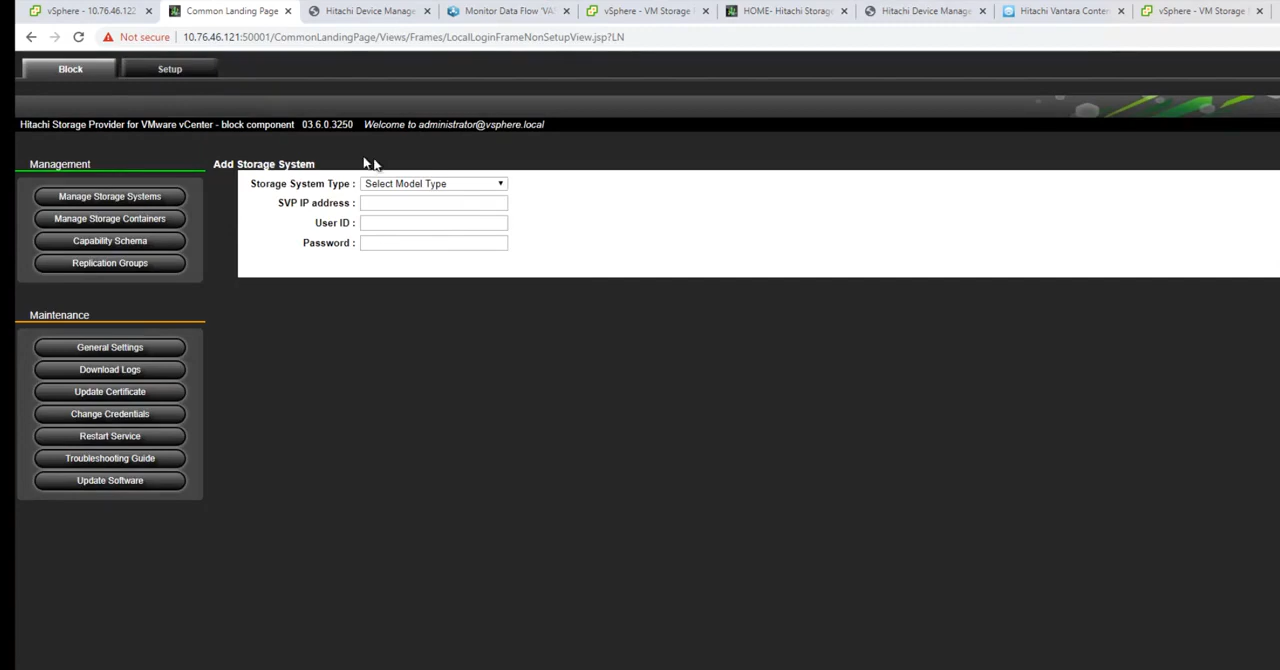 vSphere - 10.76.46.122
Common Landing Page
Hitachi Device Manage
Monitor Data Flow 'VA
vSphere - VM Storage
HOME- Hitachi Storag
Hitachi Device Manag
Hitachi Vantara Conte
vSphere - VM Storage
Not secure
10.76.46.121:50001/CommonLandingPage/Views/Frames/LocalLoginFrameNonSetupView.jsp?LN
Block
Setup
Hitachi Storage Provider for VMware vCenter - block component 03.6.0.3250 Welcome to administrator@vsphere.local
Management
Manage Storage Systems
Manage Storage Containers
Capability Schema
Replication Groups
Maintenance
General Settings
Download Logs
Update Certificate
Change Credentials
Restart Service
Troubleshooting Guide
Update Software
Add Storage System
Storage System Type : Select Model Type
SVP IP address :
User ID :
Password :